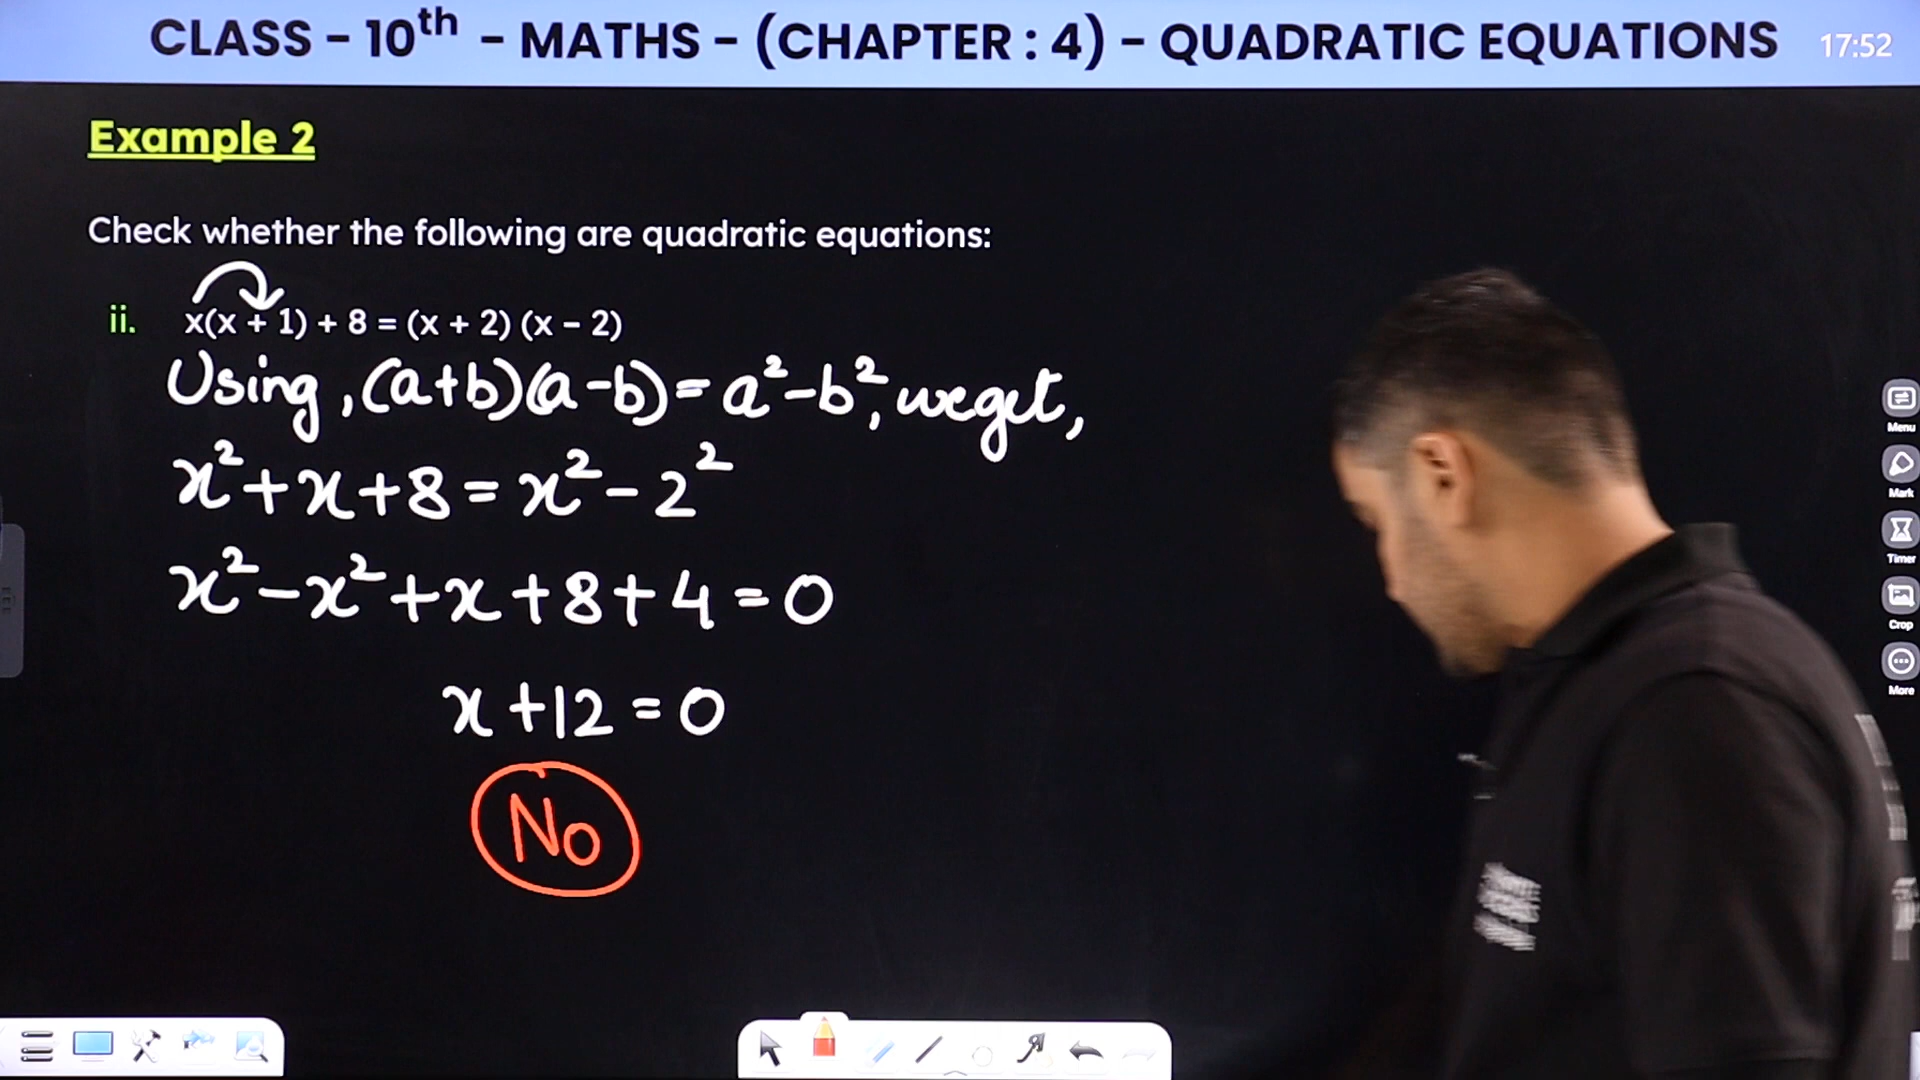 CLASS - 10th - MATHS - (CHAPTER : 4) - QUADRATIC EQUATIONS
17:52
Example 2
Check whether the following are quadratic equations:
ii. x(x + 1) + 8 = (x + 2) (x – 2)
Using, (a+b)(a-b) = a²-b², we get,
x²+x+8 = x²-2²
x²-x²+x+8+4=0
x+12=0
No
Menu
Mark
Timer
Crop
More